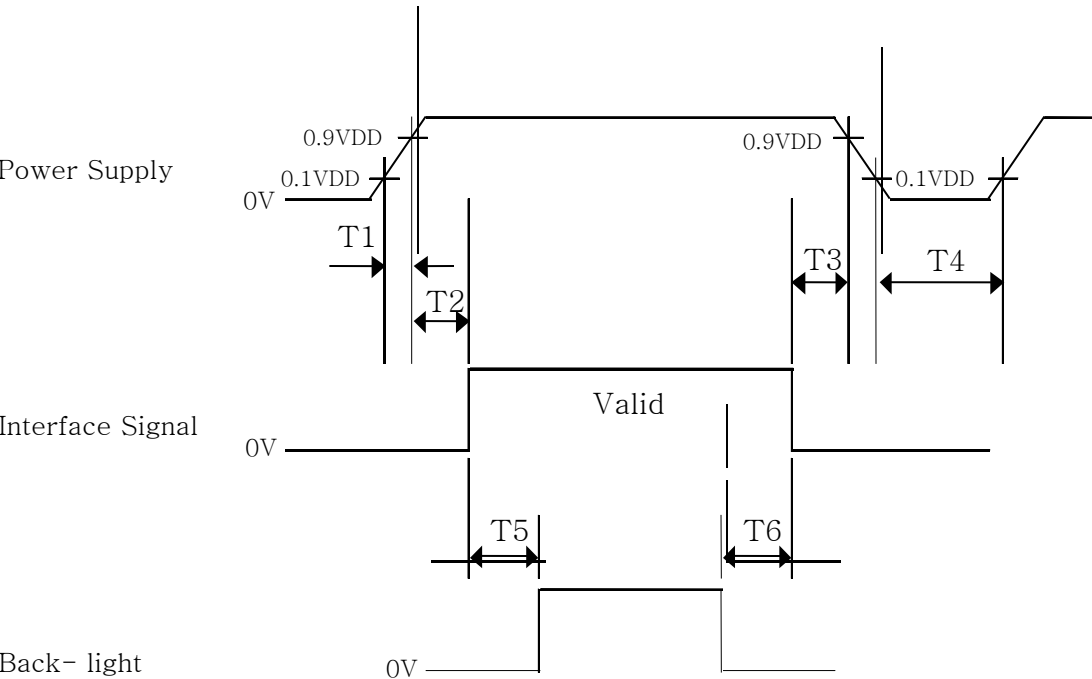 0.9VDD
0.9VDD
Power Supply
0.1VDD
0.1VDD
0V
T1
T3
T4
T2
Valid
Interface Signal
0V
T5
T6
Back- light
0V